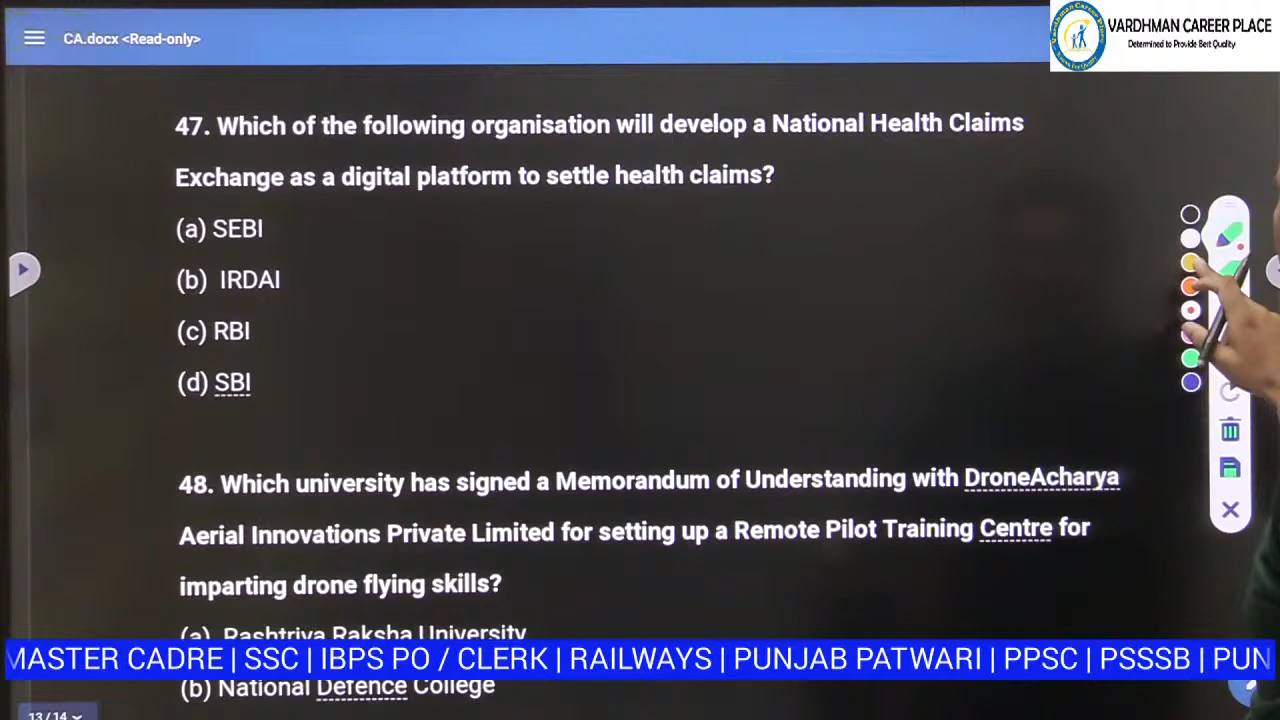 CA.docx <Read-only>
VARDHMAN CAREER PLACE
Determined to Provide Bert Quality
47. Which of the following organisation will develop a National Health Claims
Exchange as a digital platform to settle health claims?
(a) SEBI
(b) IRDAI
(c) RBI
(d) SBI
48. Which university has signed a Memorandum of Understanding with DroneAcharya
Aerial Innovations Private Limited for setting up a Remote Pilot Training Centre for
imparting drone flying skills?
(a) Rashtriya Raksha University
MASTER CADRE | SSC | IBPS PO / CLERK | RAILWAYS | PUNJAB PATWARI | PPSC | PSSSB | PUN
(b) National Defence College
13 / 14